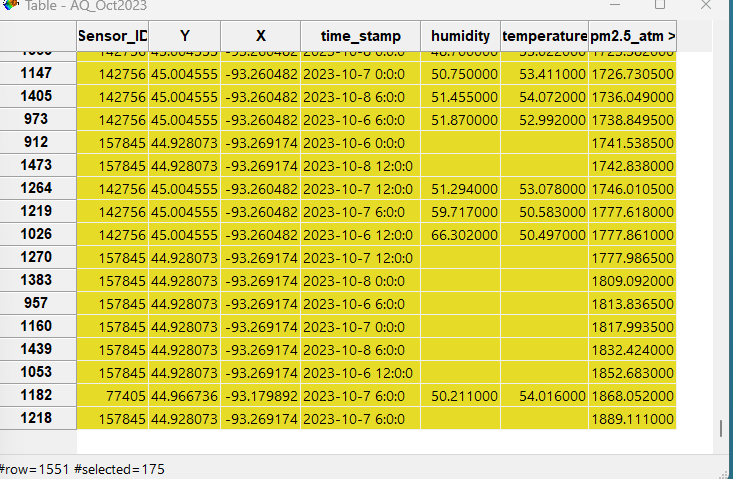 Table - AQ_Oct2023
Sensor_ID Y X time_stamp humidity temperature pm2.5_atm >
1147 142756 45.004555 -93.260482 2023-10-7 0:0:0 50.750000 53.411000 1726.730500
1405 142756 45.004555 -93.260482 2023-10-8 6:0:0 51.455000 54.072000 1736.049000
973 142756 45.004555 -93.260482 2023-10-6 6:0:0 51.870000 52.992000 1738.849500
912 157845 44.928073 -93.269174 2023-10-6 0:0:0 1741.538500
1473 157845 44.928073 -93.269174 2023-10-8 12:0:0 1742.838000
1264 142756 45.004555 -93.260482 2023-10-7 12:0:0 51.294000 53.078000 1746.010500
1219 142756 45.004555 -93.260482 2023-10-7 6:0:0 59.717000 50.583000 1777.618000
1026 142756 45.004555 -93.260482 2023-10-6 12:0:0 66.302000 50.497000 1777.861000
1270 157845 44.928073 -93.269174 2023-10-7 12:0:0 1777.986500
1383 157845 44.928073 -93.269174 2023-10-8 0:0:0 1809.092000
957 157845 44.928073 -93.269174 2023-10-6 6:0:0 1813.836500
1160 157845 44.928073 -93.269174 2023-10-7 0:0:0 1817.993500
1439 157845 44.928073 -93.269174 2023-10-8 6:0:0 1832.424000
1053 157845 44.928073 -93.269174 2023-10-6 12:0:0 1852.683000
1182 77405 44.966736 -93.179892 2023-10-7 6:0:0 50.211000 54.016000 1868.052000
1218 157845 44.928073 -93.269174 2023-10-7 6:0:0 1889.111000
#row=1551 #selected=175